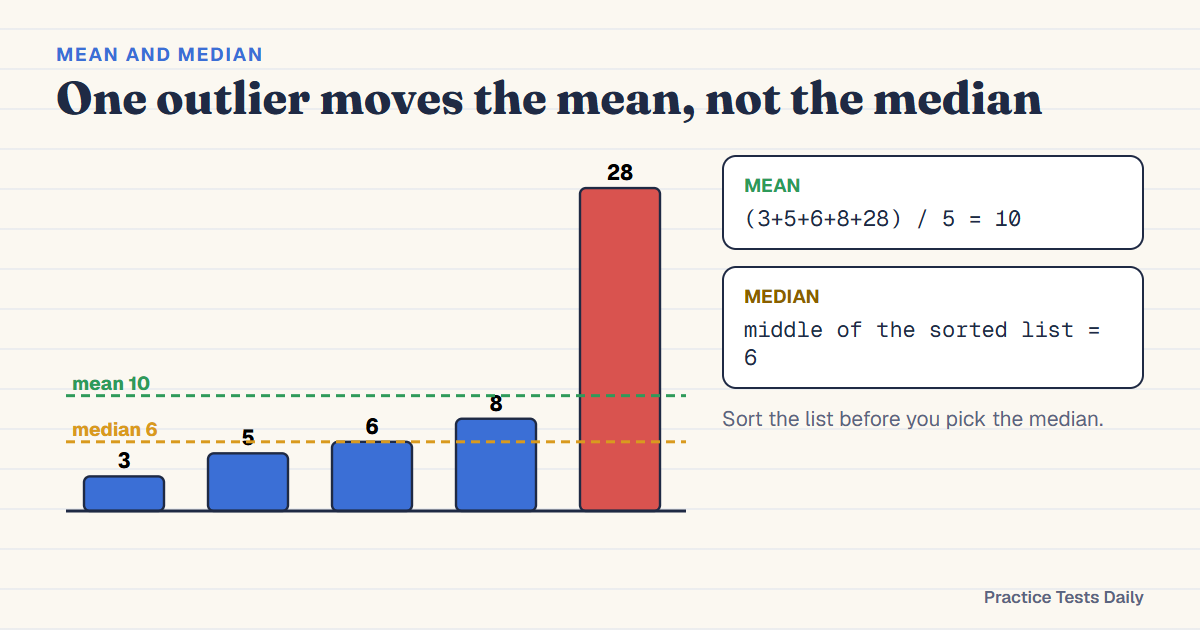 MEAN AND MEDIAN
One outlier moves the mean, not the median
28
mean 10
8
median 6
6
5
3
MEAN
(3+5+6+8+28) / 5 = 10
MEDIAN
middle of the sorted list =
6
Sort the list before you pick the median.
Practice Tests Daily